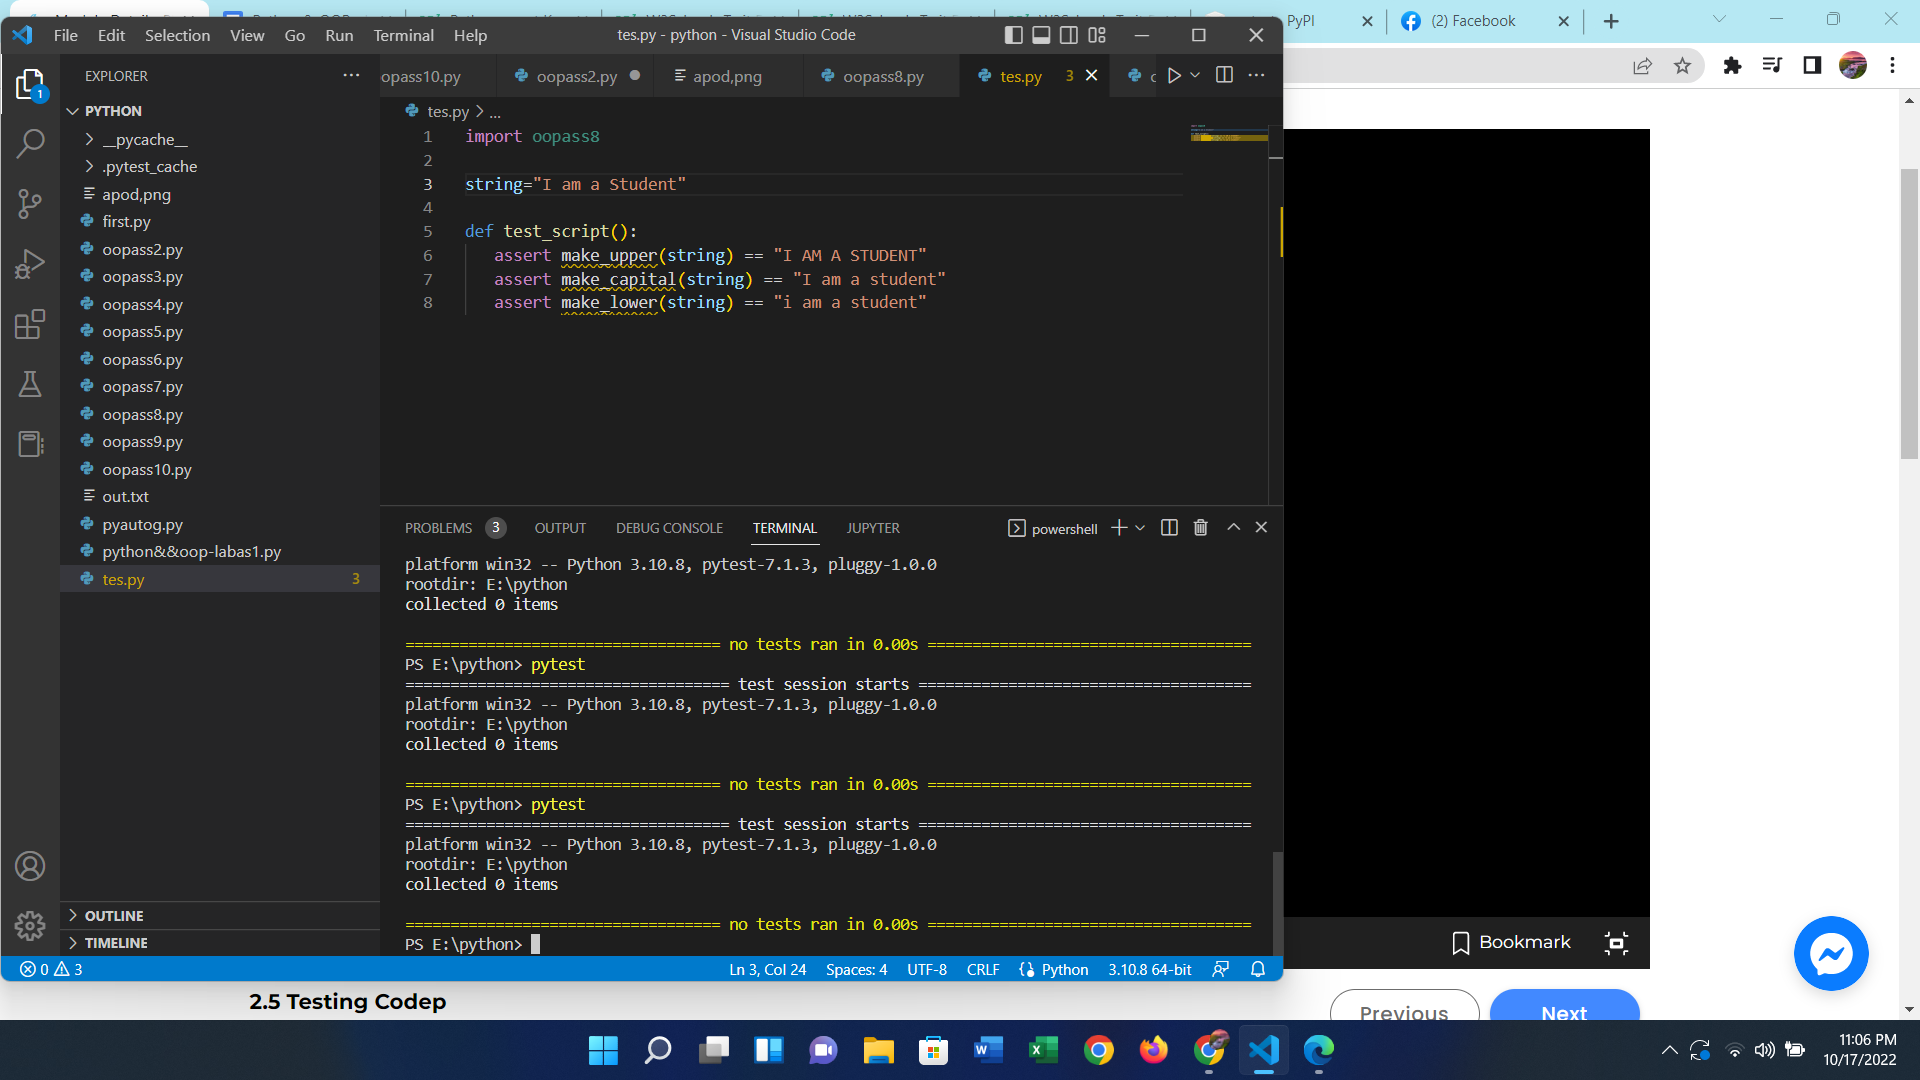 PyPI
(2) Facebook
File Edit Selection View Go Run Terminal Help
tes.py - python - Visual Studio Code
EXPLORER
opass10.py
oopass2.py
apod,png
oopass8.py
tes.py 3
1
PYTHON
__pycache__
.pytest_cache
apod,png
first.py
oopass2.py
oopass3.py
oopass4.py
oopass5.py
oopass6.py
oopass7.py
oopass8.py
oopass9.py
oopass10.py
out.txt
pyautog.py
python&&oop-labas1.py
tes.py 3
OUTLINE
TIMELINE
tes.py > ...
1 import oopass8
2
3 string="I am a Student"
4
5 def test_script():
6 assert make_upper(string) == "I AM A STUDENT"
7 assert make_capital(string) == "I am a student"
8 assert make_lower(string) == "i am a student"
PROBLEMS 3 OUTPUT DEBUG CONSOLE TERMINAL JUPYTER
powershell
platform win32 -- Python 3.10.8, pytest-7.1.3, pluggy-1.0.0
rootdir: E:\python
collected 0 items
=================================== no tests ran in 0.00s ====================================
PS E:\python> pytest
==================================== test session starts =====================================
platform win32 -- Python 3.10.8, pytest-7.1.3, pluggy-1.0.0
rootdir: E:\python
collected 0 items
=================================== no tests ran in 0.00s ====================================
PS E:\python> pytest
==================================== test session starts =====================================
platform win32 -- Python 3.10.8, pytest-7.1.3, pluggy-1.0.0
rootdir: E:\python
collected 0 items
=================================== no tests ran in 0.00s ====================================
PS E:\python>
0 3
Ln 3, Col 24 Spaces: 4 UTF-8 CRLF Python 3.10.8 64-bit
Bookmark
2.5 Testing Codep
Previous
Next
11:06 PM
10/17/2022